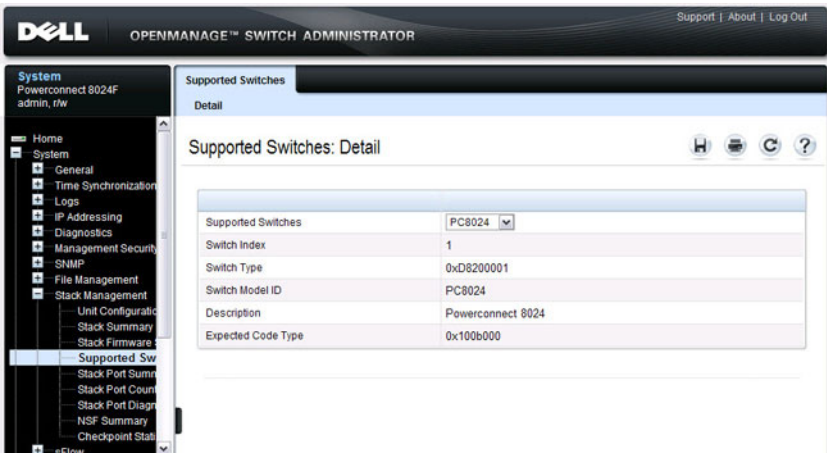 DELL
OPENMANAGE™ SWITCH ADMINISTRATOR
Support | About | Log Out
System
Powerconnect 8024F
admin, r/w
Home
System
General
Time Synchronization
Logs
IP Addressing
Diagnostics
Management Security
SNMP
File Management
Stack Management
Unit Configuratio
Stack Summary
Stack Firmware
Supported Sw
Stack Port Summ
Stack Port Count
Stack Port Diagn
NSF Summary
Checkpoint Stati
sFlow
Supported Switches
Detail
Supported Switches: Detail
Supported Switches PC8024
Switch Index 1
Switch Type 0xD8200001
Switch Model ID PC8024
Description Powerconnect 8024
Expected Code Type 0x100b000